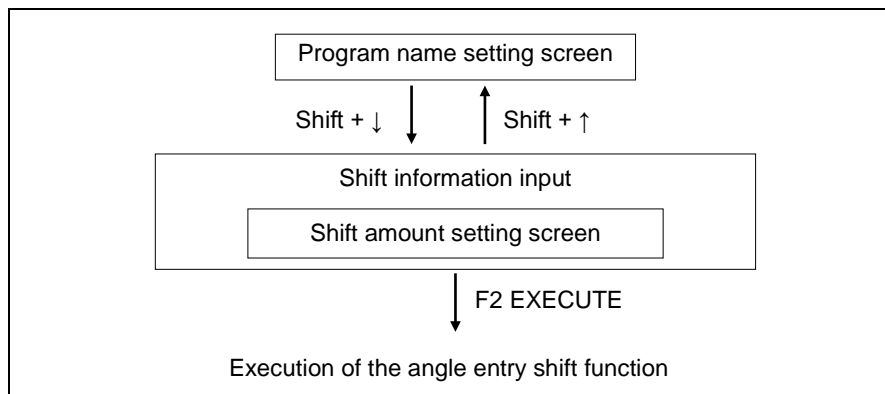 Program name setting screen
Shift + ↓ Shift + ↑
Shift information input
Shift amount setting screen
F2 EXECUTE
Execution of the angle entry shift function